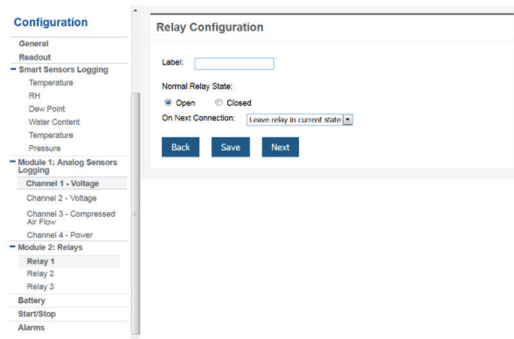 Configuration
General
Readout
Smart Sensors Logging
Temperature
RH
Dew Point
Water Content
Temperature
Pressure
Module 1: Analog Sensors
Logging
Channel 1 - Voltage
Channel 2 - Voltage
Channel 3 - Compressed
Air Flow
Channel 4 - Power
Module 2: Relays
Relay 1
Relay 2
Relay 3
Battery
Start/Stop
Alarms
Relay Configuration
Label:
Normal Relay State:
Open Closed
On Next Connection: Leave relay in current state
Back Save Next